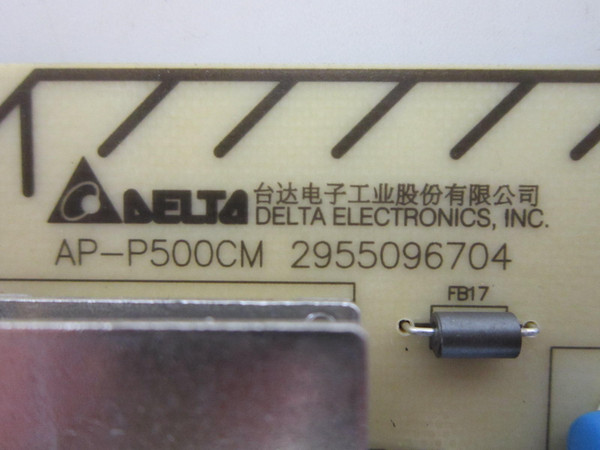 DELTA 台达电子工业股份有限公司
DELTA ELECTRONICS, INC.
AP-P500CM 2955096704
FB17